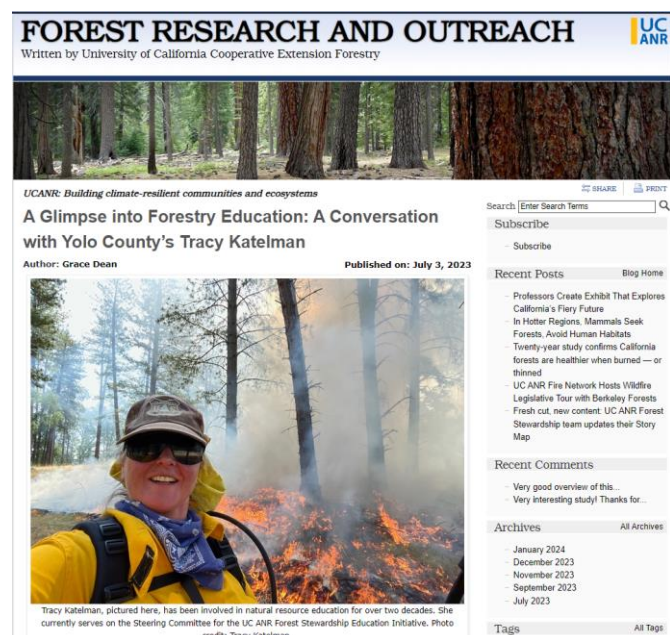 FOREST RESEARCH AND OUTREACH
Written by University of California Cooperative Extension Forestry
UC
ANR
UCANR: Building climate-resilient communities and ecosystems
SHARE
PRINT
A Glimpse into Forestry Education: A Conversation
with Yolo County's Tracy Katelman
Author: Grace Dean
Published on: July 3, 2023
Tracy Katelman, pictured here, has been involved in natural resource education for over two decades. She
currently serves on the Steering Committee for the UC ANR Forest Stewardship Education Initiative. Photo
credit: Tracy Katelman
Search Enter Search Terms
Subscribe
Subscribe
Recent Posts
Blog Home
Professors Create Exhibit That Explores
California's Fiery Future
In Hotter Regions, Mammals Seek
Forests, Avoid Human Habitats
Twenty-year study confirms California
forests are healthier when burned — or
thinned
UC ANR Fire Network Hosts Wildfire
Legislative Tour with Berkeley Forests
Fresh cut, new content: UC ANR Forest
Stewardship team updates their Story
Map
Recent Comments
Very good overview of this...
Very interesting study! Thanks for...
Archives
All Archives
January 2024
December 2023
November 2023
September 2023
July 2023
Tags
All Tags